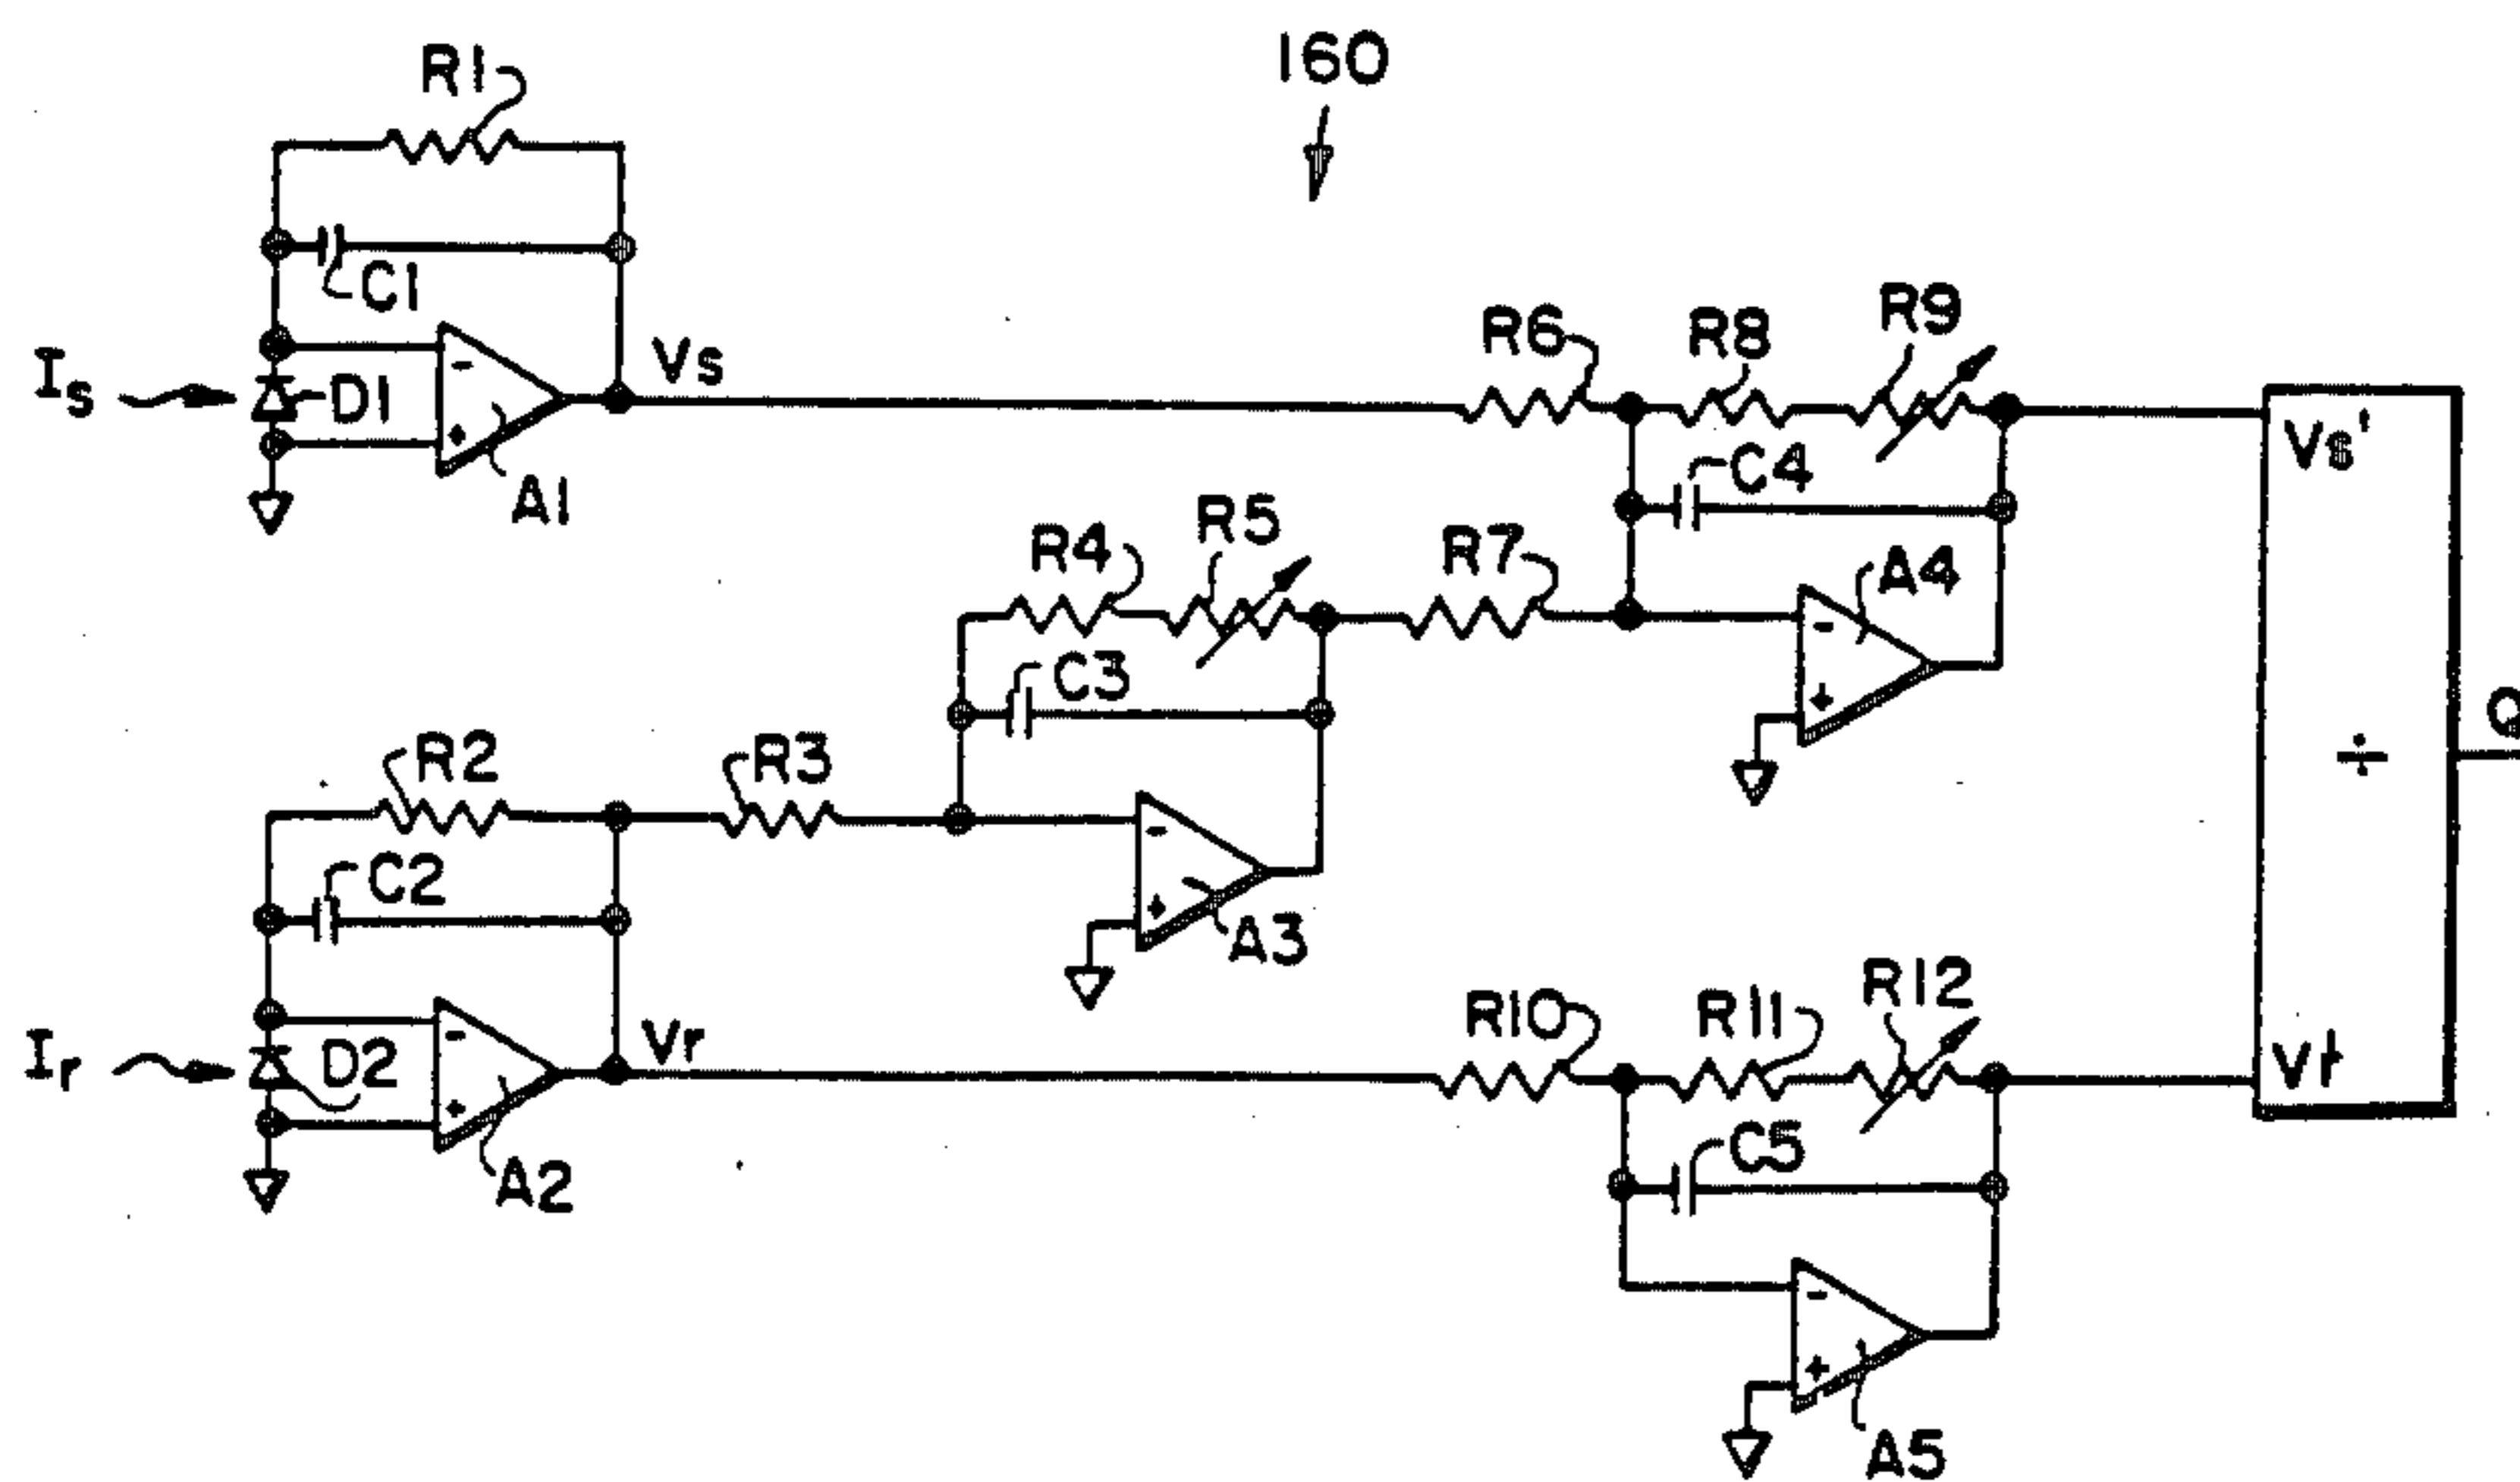 160
R1
C1
Is
D1
-
+
A1
Vs
R6
R8
R9
C4
R4
R5
R7
A4
-
+
C3
R2
R3
C2
-
+
A3
Ir
D2
-
+
A2
Vr
R10
R11
R12
C5
-
+
A5
Vs'
÷
Vr'